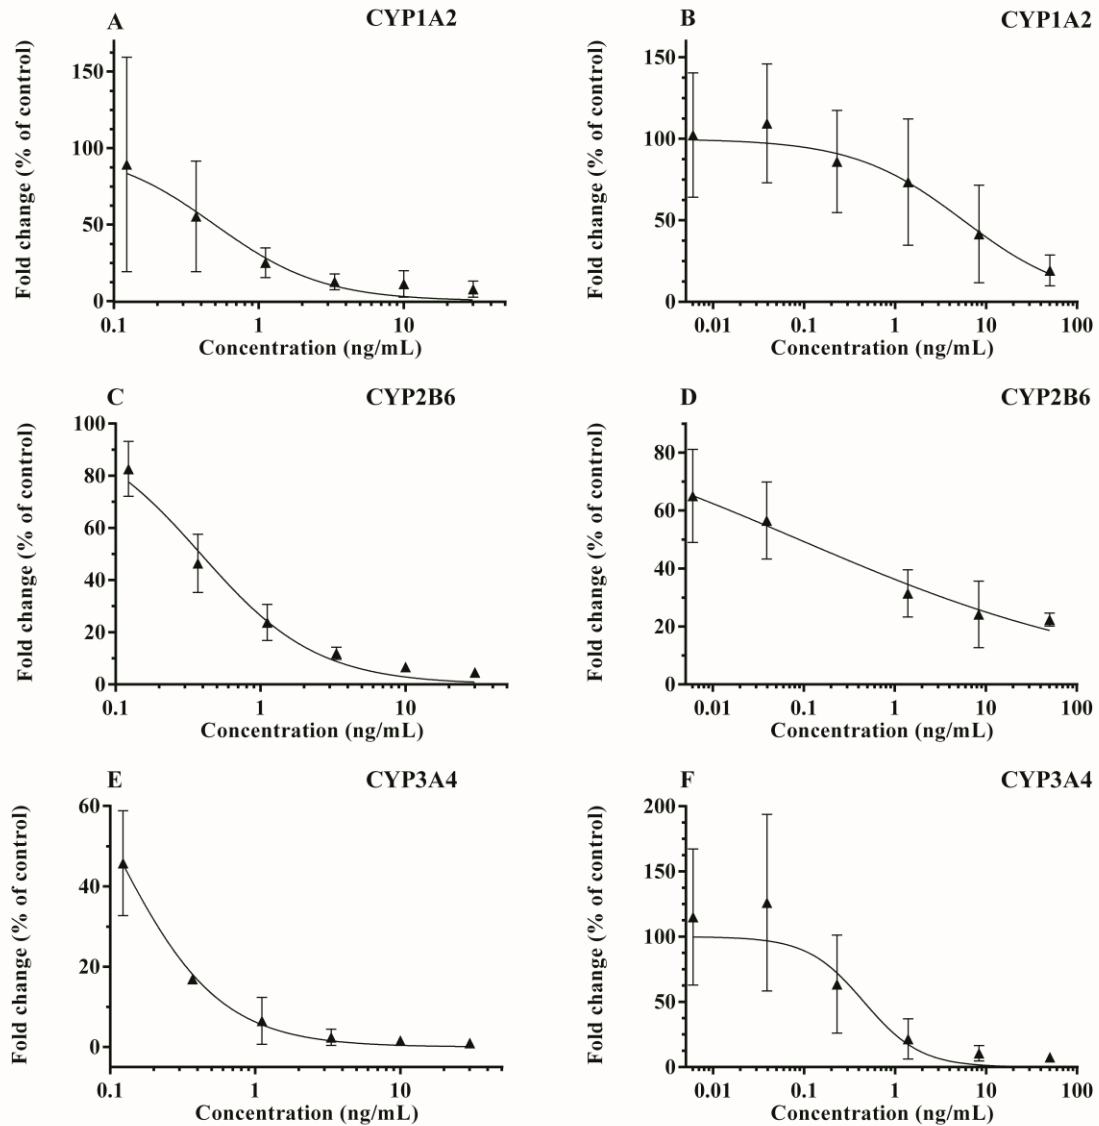 A CYP1A2
Fold change (% of control)
150
100
50
0
0.1 1 10
Concentration (ng/mL)
B CYP1A2
Fold change (% of control)
150
100
50
0
0.01 0.1 1 10 100
Concentration (ng/mL)
C CYP2B6
Fold change (% of control)
100
80
60
40
20
0
0.1 1 10
Concentration (ng/mL)
D CYP2B6
Fold change (% of control)
80
60
40
20
0
0.01 0.1 1 10 100
Concentration (ng/mL)
E CYP3A4
Fold change (% of control)
60
40
20
0
0.1 1 10
Concentration (ng/mL)
F CYP3A4
Fold change (% of control)
200
150
100
50
0
0.01 0.1 1 10 100
Concentration (ng/mL)